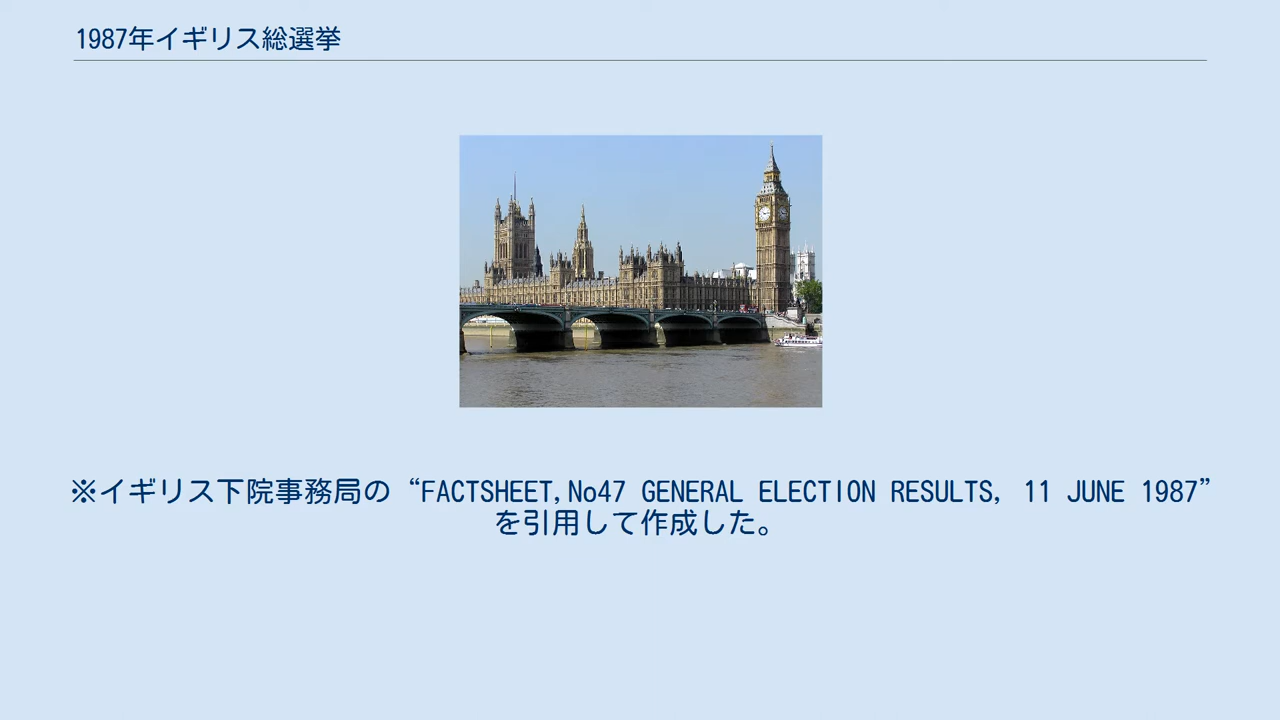 1987年イギリス総選挙
※イギリス下院事務局の“FACTSHEET,No47 GENERAL ELECTION RESULTS, 11 JUNE 1987”
を引用して作成した。